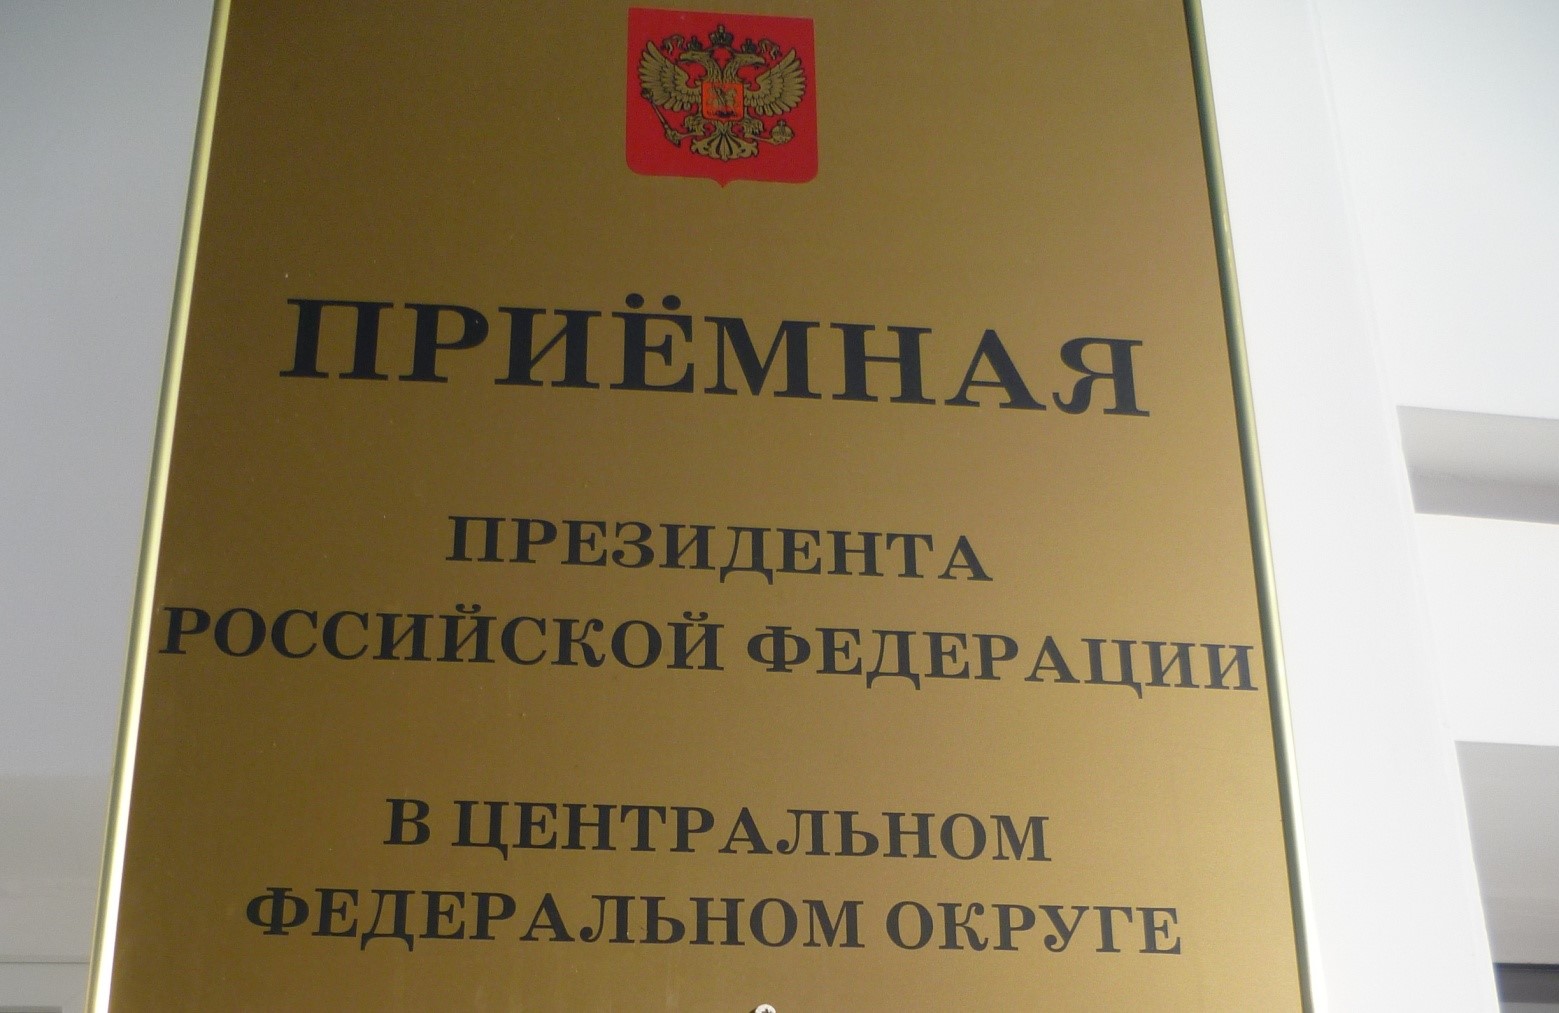 ПРИЁМНАЯ
ПРЕЗИДЕНТА
РОССИЙСКОЙ ФЕДЕРАЦИИ
В ЦЕНТРАЛЬНОМ
ФЕДЕРАЛЬНОМ ОКРУГЕ